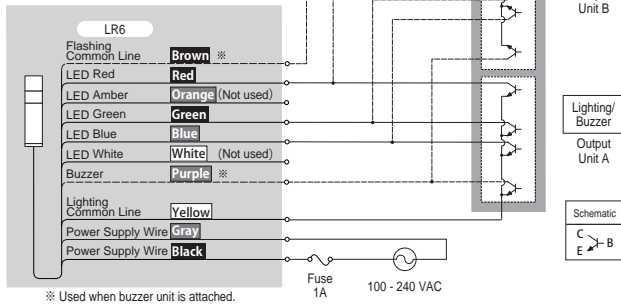 Unit B
LR6
Flashing
Common Line Brown ※
LED Red Red
LED Amber Orange (Not used)
LED Green Green
LED Blue Blue
LED White White (Not used)
Buzzer Purple ※
Lighting
Common Line Yellow
Power Supply Wire Gray
Power Supply Wire Black
※ Used when buzzer unit is attached.
Fuse
1A
100 - 240 VAC
Lighting/
Buzzer
Output
Unit A
Schematic
C
B
E